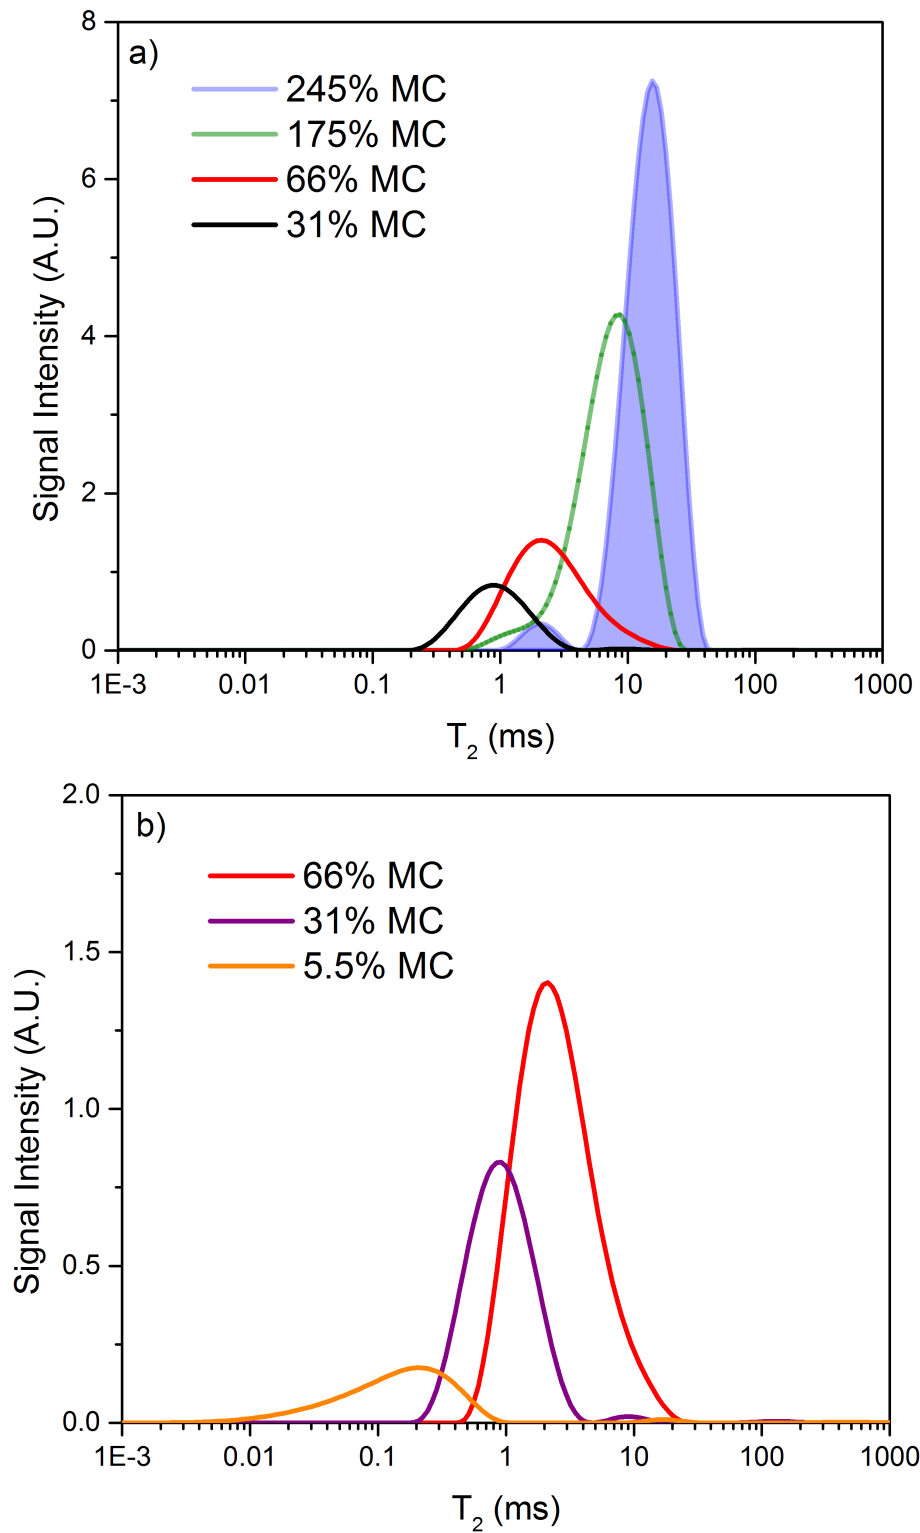 a)
245% MC
175% MC
66% MC
31% MC
Signal Intensity (A.U.)
8
6
4
2
0
1E-3 0.01 0.1 1 10 100 1000
T2 (ms)
b)
66% MC
31% MC
5.5% MC
Signal Intensity (A.U.)
2.0
1.5
1.0
0.5
0.0
1E-3 0.01 0.1 1 10 100 1000
T2 (ms)